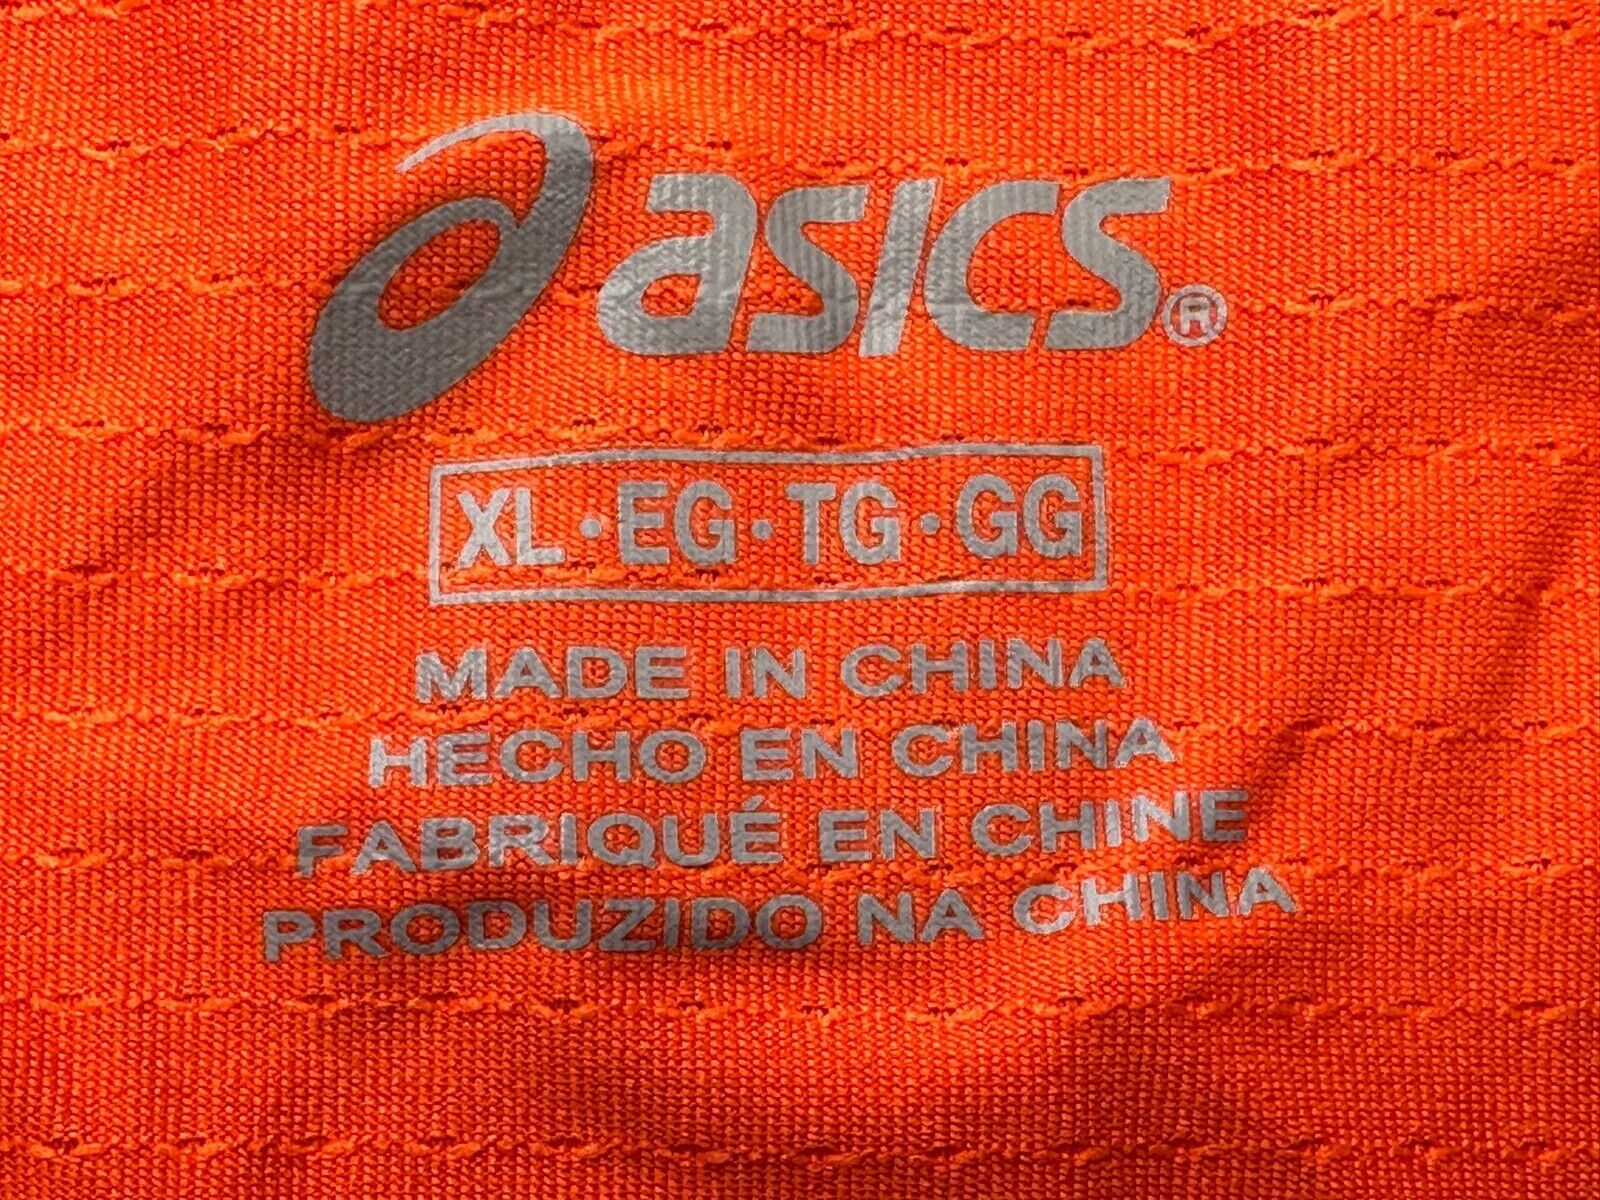 asics®
XL·EG·TG·GG
MADE IN CHINA
HECHO EN CHINA
FABRIQUÉ EN CHINE
PRODUZIDO NA CHINA